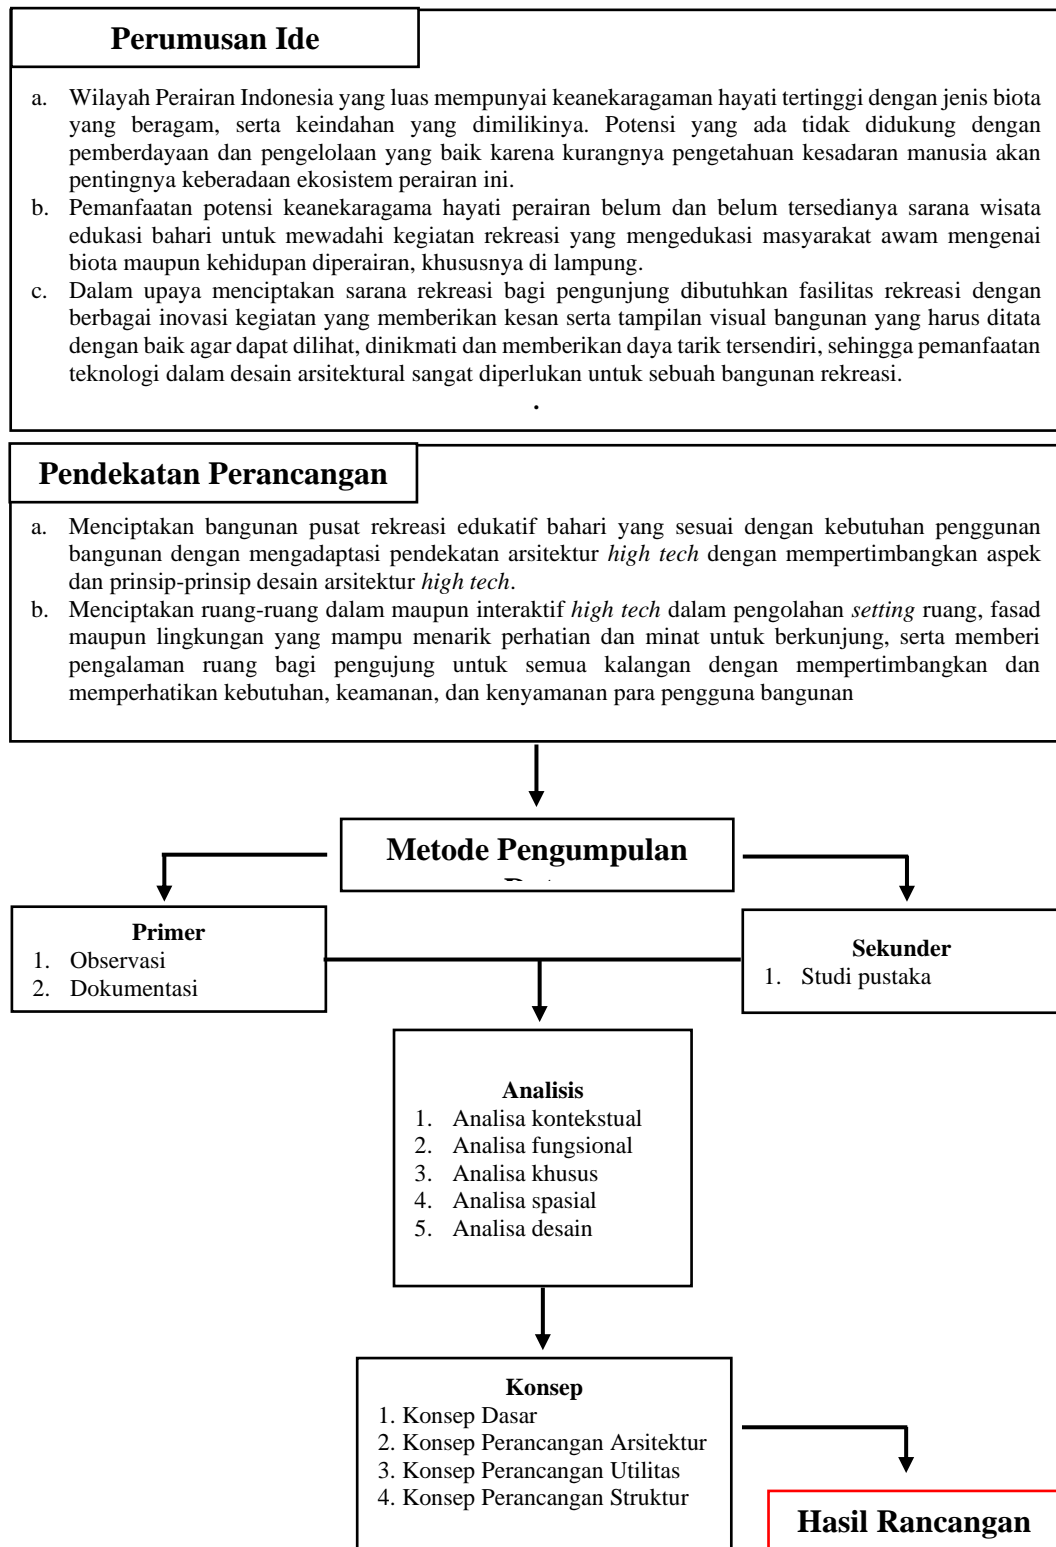 Perumusan Ide
a. Wilayah Perairan Indonesia yang luas mempunyai keanekaragaman hayati tertinggi dengan jenis biota
yang beragam, serta keindahan yang dimilikinya. Potensi yang ada tidak didukung dengan
pemberdayaan dan pengelolaan yang baik karena kurangnya pengetahuan kesadaran manusia akan
pentingnya keberadaan ekosistem perairan ini.
b. Pemanfaatan potensi keanekaragama hayati perairan belum dan belum tersedianya sarana wisata
edukasi bahari untuk mewadahi kegiatan rekreasi yang mengedukasi masyarakat awam mengenai
biota maupun kehidupan diperairan, khususnya di lampung.
c. Dalam upaya menciptakan sarana rekreasi bagi pengunjung dibutuhkan fasilitas rekreasi dengan
berbagai inovasi kegiatan yang memberikan kesan serta tampilan visual bangunan yang harus ditata
dengan baik agar dapat dilihat, dinikmati dan memberikan daya tarik tersendiri, sehingga pemanfaatan
teknologi dalam desain arsitektural sangat diperlukan untuk sebuah bangunan rekreasi.
.
Pendekatan Perancangan
a. Menciptakan bangunan pusat rekreasi edukatif bahari yang sesuai dengan kebutuhan penggunan
bangunan dengan mengadaptasi pendekatan arsitektur high tech dengan mempertimbangkan aspek
dan prinsip-prinsip desain arsitektur high tech.
b. Menciptakan ruang-ruang dalam maupun interaktif high tech dalam pengolahan setting ruang, fasad
maupun lingkungan yang mampu menarik perhatian dan minat untuk berkunjung, serta memberi
pengalaman ruang bagi pengujung untuk semua kalangan dengan mempertimbangkan dan
memperhatikan kebutuhan, keamanan, dan kenyamanan para pengguna bangunan
Metode Pengumpulan
Primer
1. Observasi
2. Dokumentasi
Sekunder
1. Studi pustaka
Analisis
1. Analisa kontekstual
2. Analisa fungsional
3. Analisa khusus
4. Analisa spasial
5. Analisa desain
Konsep
1. Konsep Dasar
2. Konsep Perancangan Arsitektur
3. Konsep Perancangan Utilitas
4. Konsep Perancangan Struktur
Hasil Rancangan